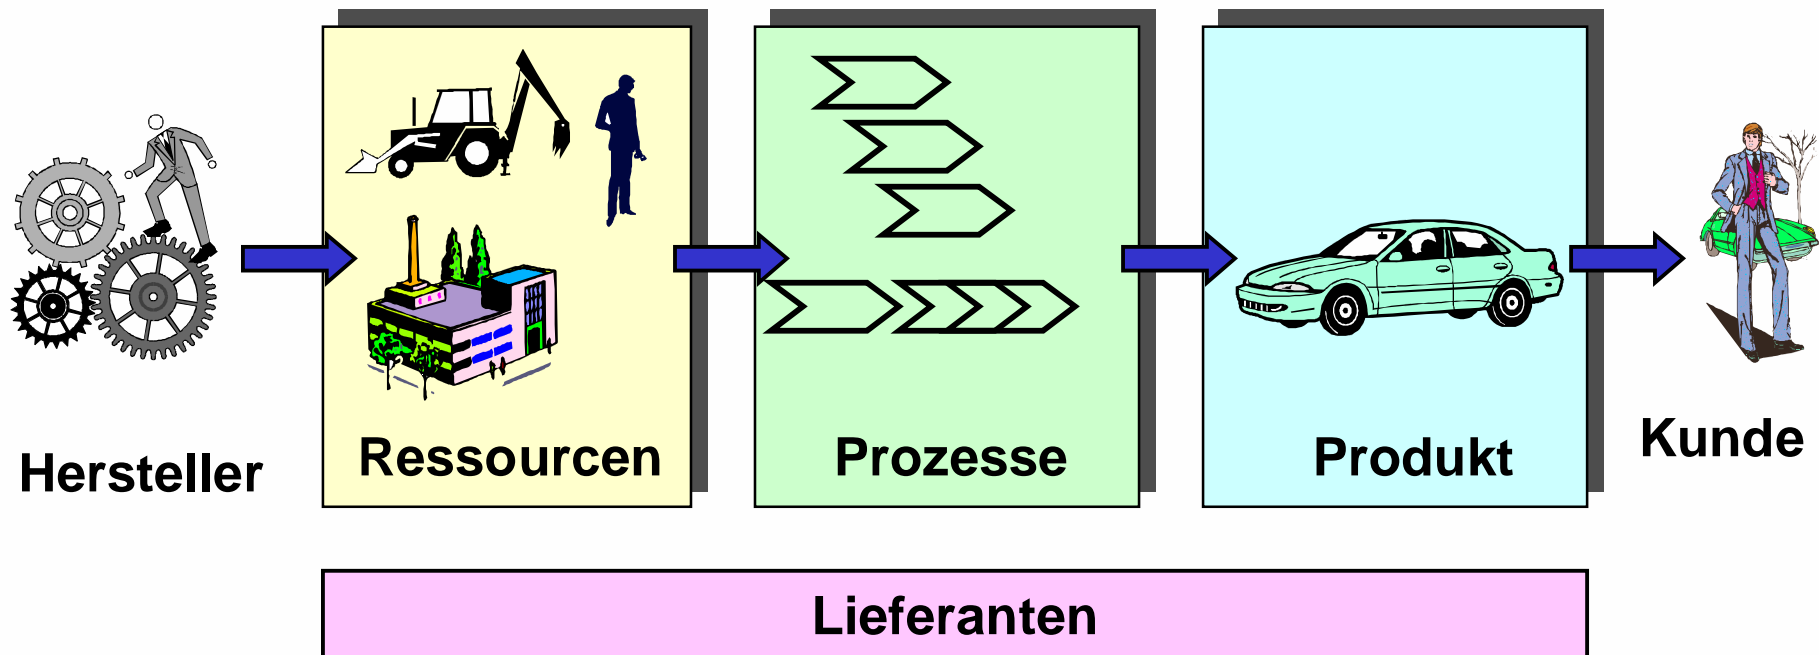 Hersteller
Ressourcen
Prozesse
Produkt
Kunde
Lieferanten